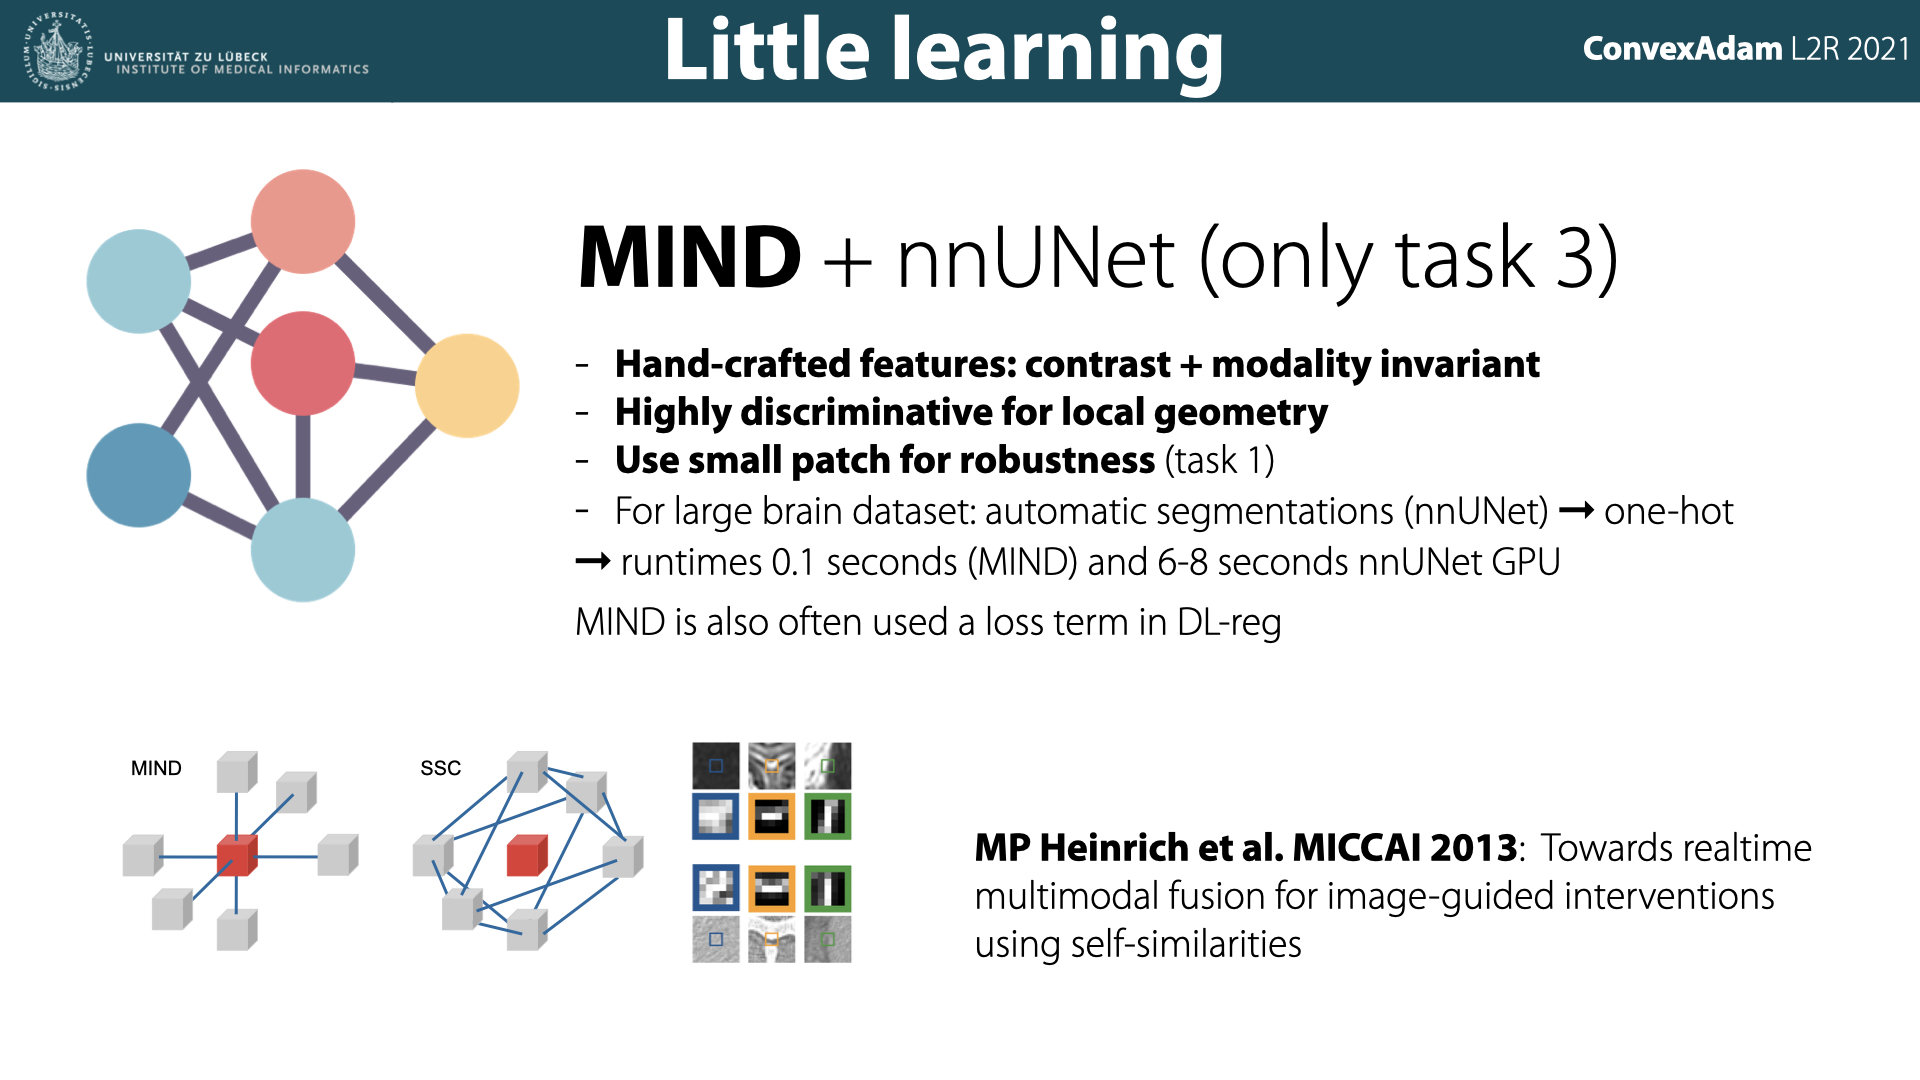 UNIVERSITÄT ZU LÜBECK
INSTITUTE OF MEDICAL INFORMATICS
Little learning
ConvexAdam L2R 2021
MIND + nnUNet (only task 3)
- Hand-crafted features: contrast + modality invariant
- Highly discriminative for local geometry
- Use small patch for robustness (task 1)
- For large brain dataset: automatic segmentations (nnUNet) → one-hot
→ runtimes 0.1 seconds (MIND) and 6-8 seconds nnUNet GPU
MIND is also often used a loss term in DL-reg
MIND
SSC
MP Heinrich et al. MICCAI 2013: Towards realtime
multimodal fusion for image-guided interventions
using self-similarities